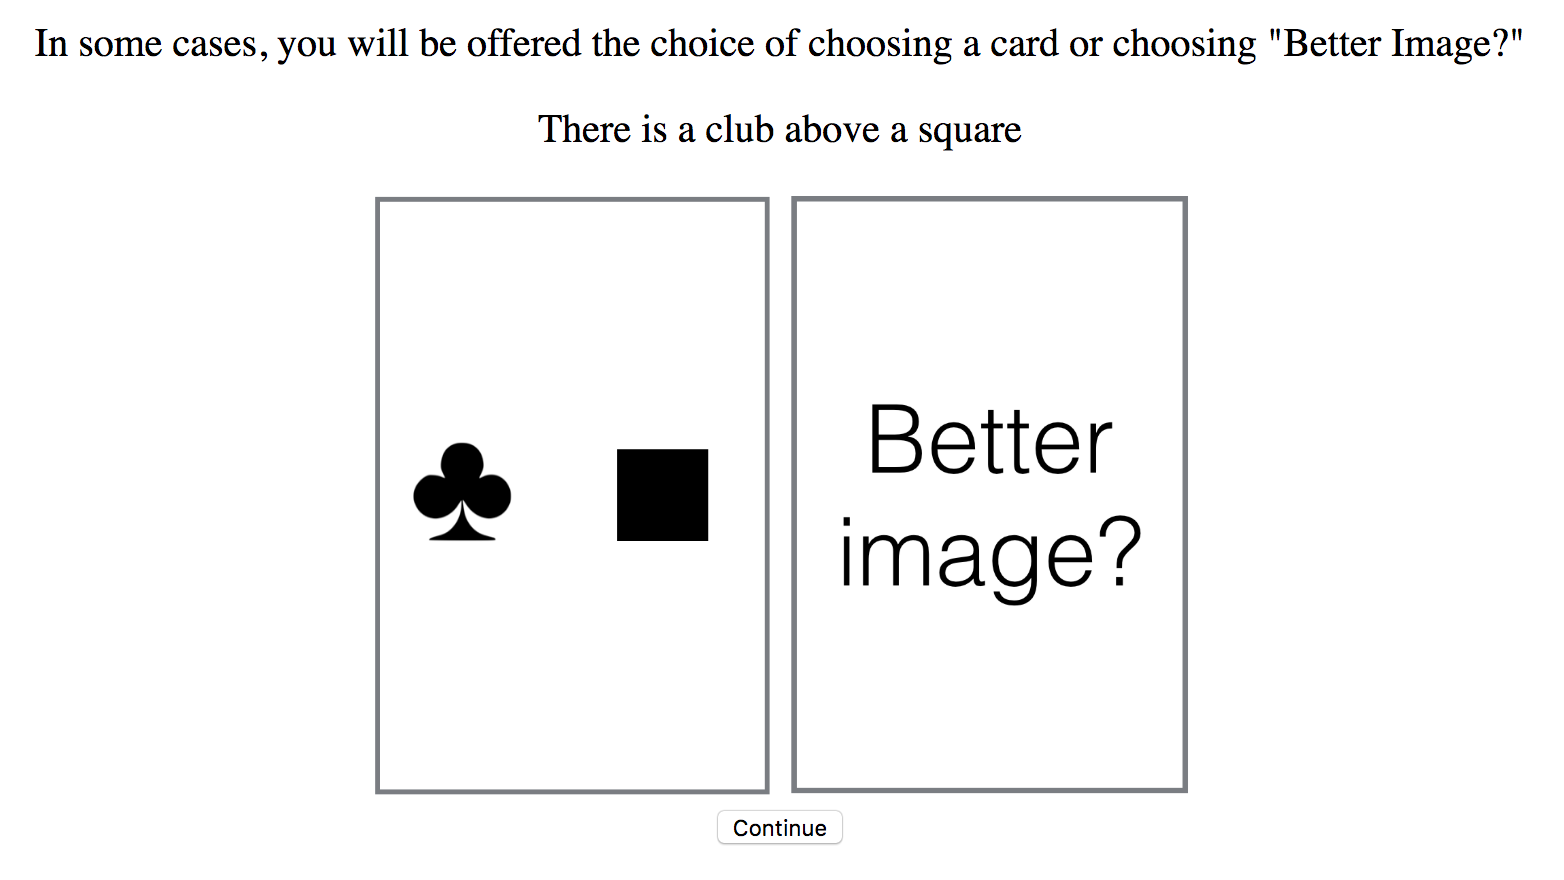 In some cases, you will be offered the choice of choosing a card or choosing "Better Image?"
There is a club above a square
Better
image?
Continue